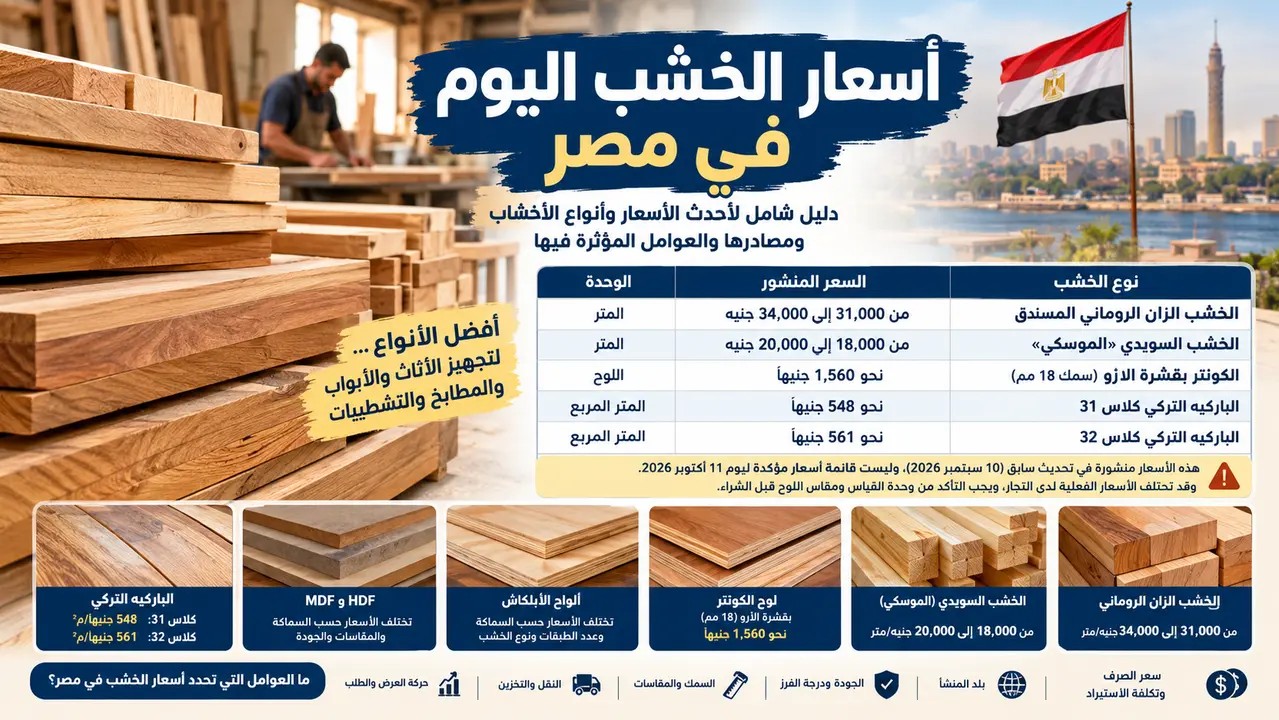 أسعار الخشب اليوم
في مصر
دليل شامل لأحدث الأسعار وأنواع الأخشاب
ومصادرها والعوامل المؤثرة فيها
أفضل الأنواع ...
لتجهيز الأثاث والأبواب
والمطابخ والتشطيبات
نوع الخشب السعر المنشور الوحدة
الخشب الزان الروماني المسندق من 31,000 إلى 34,000 جنيه المتر
الخشب السويدي «الموسكي» من 18,000 إلى 20,000 جنيه المتر
الكونتر بقشرة الازو (سمك 18 مم) نحو 1,560 جنيهاً اللوح
الباركيه التركي كلاس 31 نحو 548 جنيهاً المتر المربع
الباركيه التركي كلاس 32 نحو 561 جنيهاً المتر المربع
هذه الأسعار منشورة في تحديث سابق (10 سبتمبر 2026)، وليست قائمة أسعار مؤكدة ليوم 11 أكتوبر 2026.
وقد تختلف الأسعار الفعلية لدى التجار، ويجب التأكد من وحدة القياس ومقاس اللوح قبل الشراء.
الخشب الزان الروماني
من 31,000 إلى 34,000 جنيه/متر
الخشب السويدي (الموسكي)
من 18,000 إلى 20,000 جنيه/متر
لوح الكونتر
بقشرة الأرو (18 مم)
نحو 1,560 جنيهاً
ألواح الأبلكاش
تختلف الأسعار حسب السماكة
وعدد الطبقات ونوع الخشب
MDF و HDF
تختلف الأسعار حسب السماكة
والمقاسات والجودة
الباركيه التركي
كلاس 31: 548 جنيها/م²
كلاس 32: 561 جنيها/م²
سعر الصرف
وتكلفة الأستيراد
بلد المنشأ
الجودة ودرجة الفرز
السمك والمقاسات
النقل والتخزين
حركة العرض والطلب
ما العوامل التي تحدد أسعار الخشب في مصر؟